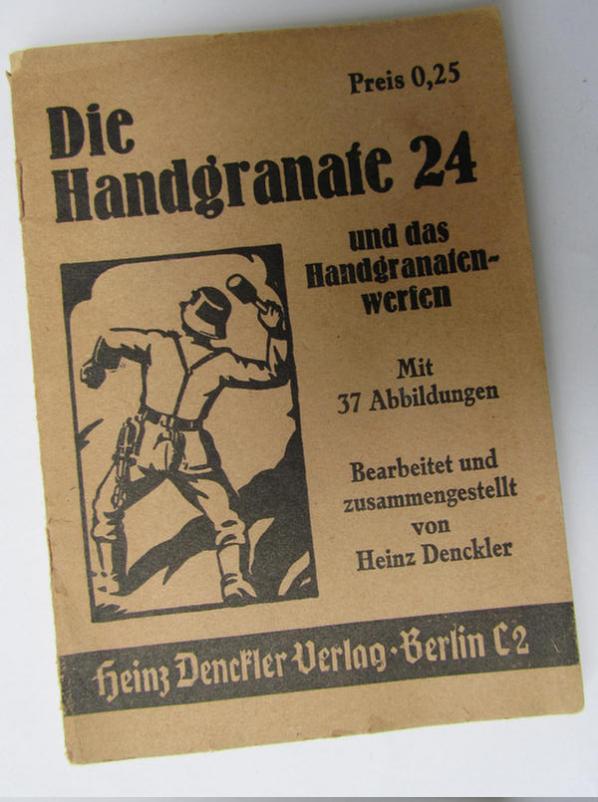 Preis 0,25
Die
Handgranate 24
und das
Handgranaten-
werfen
Mit
37 Abbildungen
Bearbeitet und
zusammengestellt
von
Heinz Denckler
Heinz Denckler Verlag · Berlin C2